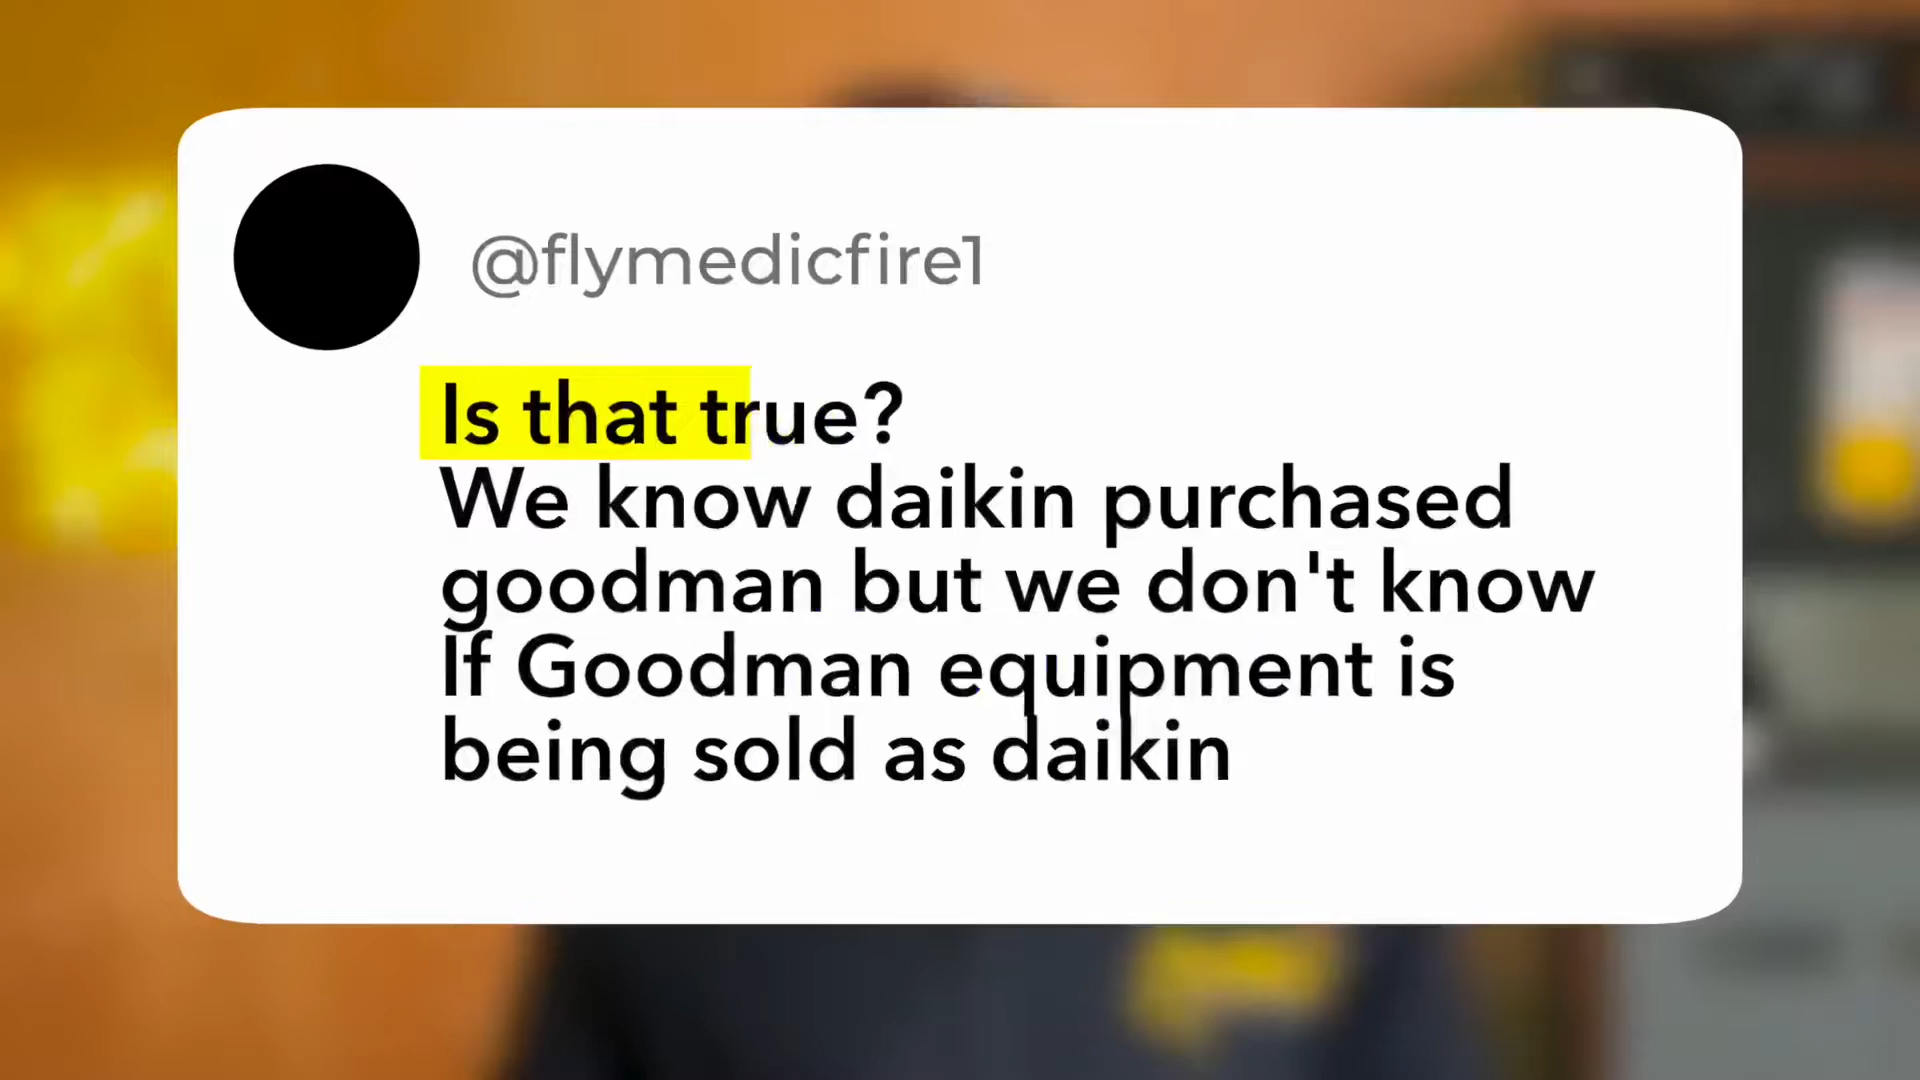 @flymedicfire1
Is that true?
We know daikin purchased
goodman but we don't know
If Goodman equipment is
being sold as daikin